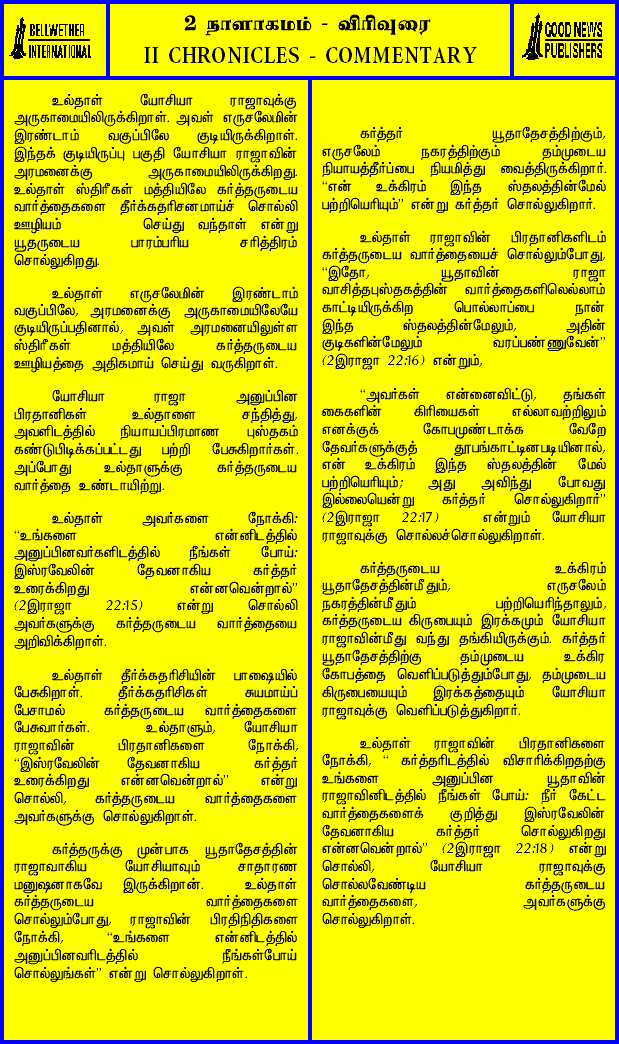 BELLWETHER
INTERNATIONAL
2 நாளாகமம் - விரிவுரை
II CHRONICLES - COMMENTARY
GOOD NEWS
PUBLISHERS
உல்தாள் யோசியா ராஜாவுக்கு
அருகாமையிலிருக்கிறாள். அவள் எருசலேமின்
இரண்டாம் வகுப்பிலே குடியிருக்கிறாள்.
இந்தக் குடியிருப்பு பகுதி யோசியா ராஜாவின்
அரமனைக்கு அருகாமையிலிருக்கிறது.
உல்தாள் ஸ்திரீகள் மத்தியிலே கர்த்தருடைய
வார்த்தைகளை தீர்க்கதரிசனமாய்ச் சொல்லி
ஊழியம் செய்து வந்தாள் என்று
யூதருடைய பாரம்பரிய சரித்திரம்
சொல்லுகிறது.
உல்தாள் எருசலேமின் இரண்டாம்
வகுப்பிலே, அரமனைக்கு அருகாமையிலேயே
குடியிருப்பதினால், அவள் அரமனையிலுள்ள
ஸ்திரீகள் மத்தியிலே கர்த்தருடைய
ஊழியத்தை அதிகமாய் செய்து வருகிறாள்.
யோசியா ராஜா அனுப்பின
பிரதானிகள் உல்தாளை சந்தித்து,
அவளிடத்தில் நியாயப்பிரமாண புஸ்தகம்
கண்டுபிடிக்கப்பட்டது பற்றி பேசுகிறார்கள்.
அப்போது உல்தாளுக்கு கர்த்தருடைய
வார்த்தை உண்டாயிற்று.
உல்தாள் அவர்களை நோக்கி:
“உங்களை என்னிடத்தில்
அனுப்பினவர்களிடத்தில் நீங்கள் போய்:
இஸ்ரவேலின் தேவனாகிய கர்த்தர்
உரைக்கிறது என்னவென்றால்”
(2இராஜா 22:15) என்று சொல்லி
அவர்களுக்கு கர்த்தருடைய வார்த்தையை
அறிவிக்கிறாள்.
உல்தாள் தீர்க்கதரிசியின் பாஷையில்
பேசுகிறாள். தீர்க்கதரிசிகள் சுயமாய்ப்
பேசாமல் கர்த்தருடைய வார்த்தைகளை
பேசுவார்கள். உல்தாளும், யோசியா
ராஜாவின் பிரதானிகளை நோக்கி,
“இஸ்ரவேலின் தேவனாகிய கர்த்தர்
உரைக்கிறது என்னவென்றால்” என்று
சொல்லி, கர்த்தருடைய வார்த்தைகளை
அவர்களுக்கு சொல்லுகிறாள்.
கர்த்தருக்கு முன்பாக யூதாதேசத்தின்
ராஜாவாகிய யோசியாவும் சாதாரண
மனுஷனாகவே இருக்கிறான். உல்தாள்
கர்த்தருடைய வார்த்தைகளை
சொல்லும்போது, ராஜாவின் பிரதிநிதிகளை
நோக்கி, “உங்களை என்னிடத்தில்
அனுப்பினவரிடத்தில் நீங்கள்போய்
சொல்லுங்கள்” என்று சொல்லுகிறாள்.
கர்த்தர் யூதாதேசத்திற்கும்,
எருசலேம் நகரத்திற்கும் தம்முடைய
நியாயத்தீர்ப்பை நியமித்து வைத்திருக்கிறார்.
“என் உக்கிரம் இந்த ஸ்தலத்தின்மேல்
பற்றியெரியும்” என்று கர்த்தர் சொல்லுகிறார்.
உல்தாள் ராஜாவின் பிரதானிகளிடம்
கர்த்தருடைய வார்த்தையைச் சொல்லும்போது,
“இதோ, யூதாவின் ராஜா
வாசித்தபுஸ்தகத்தின் வார்த்தைகளிலெல்லாம்
காட்டியிருக்கிற பொல்லாப்பை நான்
இந்த ஸ்தலத்தின்மேலும், அதின்
குடிகளின்மேலும் வரப்பண்ணுவேன்”
(2இராஜா 22:16) என்றும்,
“அவர்கள் என்னைவிட்டு, தங்கள்
கைகளின் கிரியைகள் எல்லாவற்றிலும்
எனக்குக் கோபமுண்டாக்க வேறே
தேவர்களுக்குத் தூபங்காட்டினபடியினால்,
என் உக்கிரம் இந்த ஸ்தலத்தின் மேல்
பற்றியெரியும்; அது அவிந்து போவது
இல்லையென்று கர்த்தர் சொல்லுகிறார்”
(2இராஜா 22:17) என்றும் யோசியா
ராஜாவுக்கு சொல்லச்சொல்லுகிறாள்.
கர்த்தருடைய உக்கிரம்
யூதாதேசத்தின்மீதும், எருசலேம்
நகரத்தின்மீதும் பற்றியெரிந்தாலும்,
கர்த்தருடைய கிருபையும் இரக்கமும் யோசியா
ராஜாவின்மீது வந்து தங்கியிருக்கும். கர்த்தர்
யூதாதேசத்திற்கு தம்முடைய உக்கிர
கோபத்தை வெளிப்படுத்தும்போது, தம்முடைய
கிருபையையும் இரக்கத்தையும் யோசியா
ராஜாவுக்கு வெளிப்படுத்துகிறார்.
உல்தாள் ராஜாவின் பிரதானிகளை
நோக்கி, “ கர்த்தரிடத்தில் விசாரிக்கிறதற்கு
உங்களை அனுப்பின யூதாவின்
ராஜாவினிடத்தில் நீங்கள் போய்: நீர் கேட்ட
வார்த்தைகளைக் குறித்து இஸ்ரவேலின்
தேவனாகிய கர்த்தர் சொல்லுகிறது
என்னவென்றால்” (2இராஜா 22:18) என்று
சொல்லி, யோசியா ராஜாவுக்கு
சொல்லவேண்டிய கர்த்தருடைய
வார்த்தைகளை, அவர்களுக்கு
சொல்லுகிறாள்.